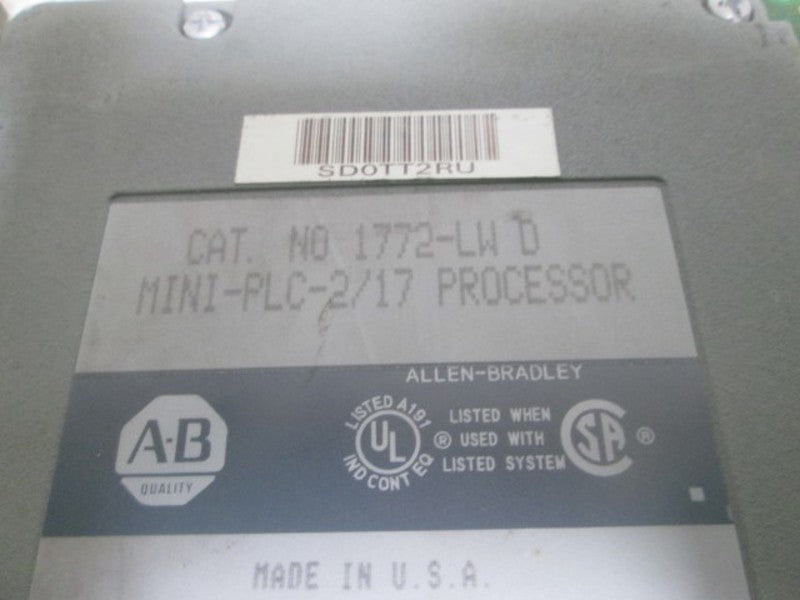 SD0TT2RU
CAT. NO 1772-LW D
MINI-PLC-2/17 PROCESSOR
ALLEN-BRADLEY
A-B
QUALITY
LISTED A191
UL
IND CONT EQ
®
LISTED WHEN
USED WITH
LISTED SYSTEM
SA
®
MADE IN U.S.A.